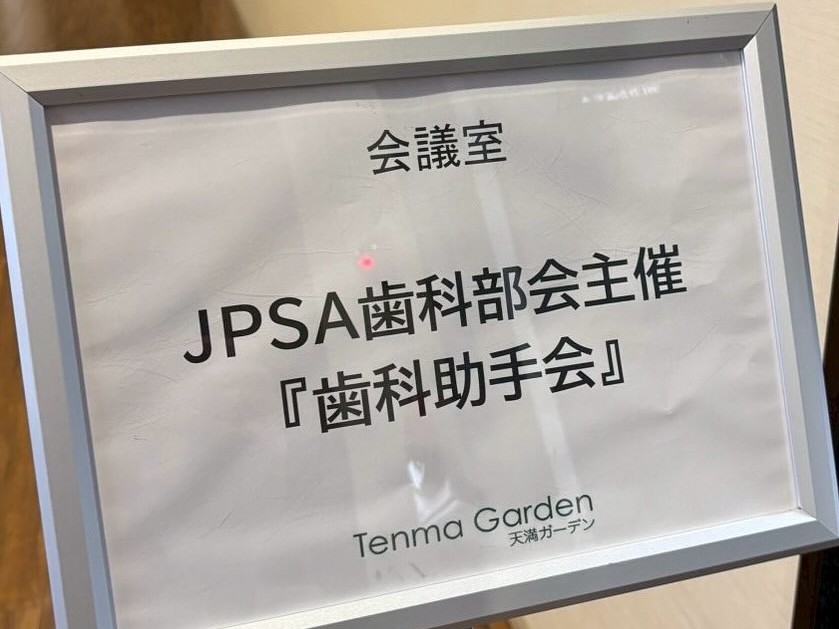 会議室
JPSA歯科部会主催
『歯科助手会』
Tenma Garden
天満ガーデン